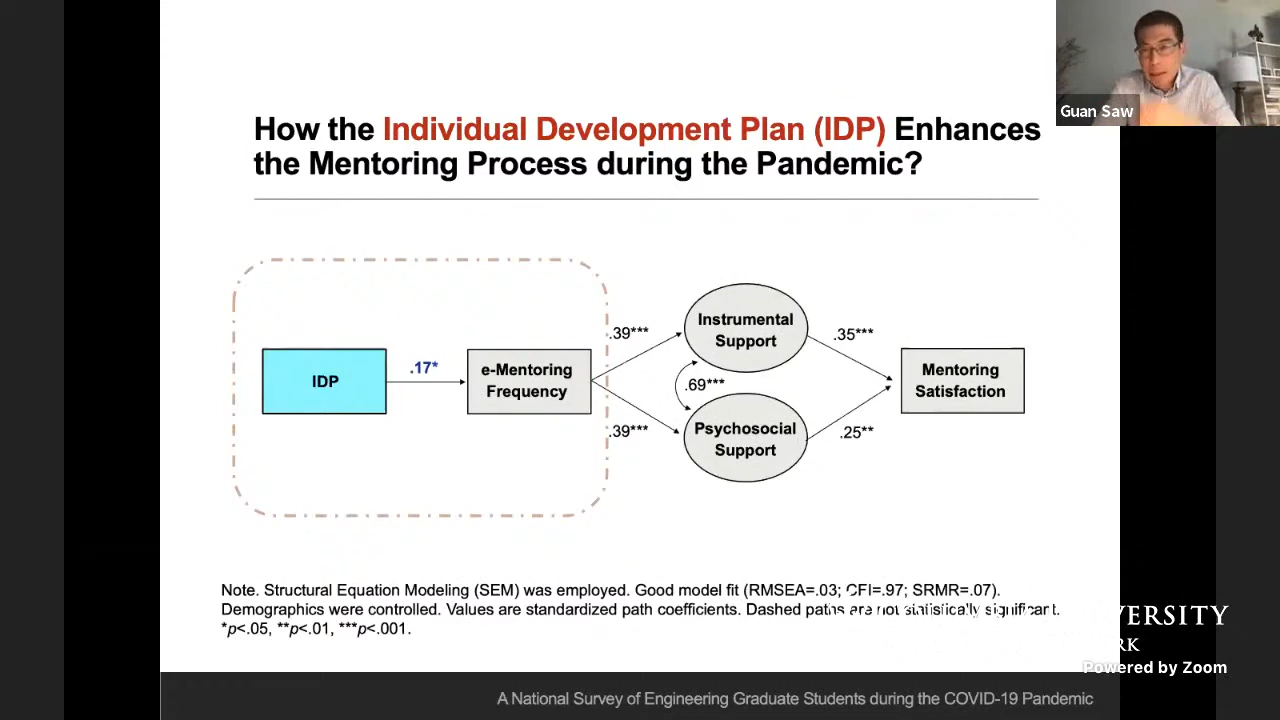 Guan Saw
How the Individual Development Plan (IDP) Enhances
the Mentoring Process during the Pandemic?
IDP
.17*
e-Mentoring
Frequency
.39***
.39***
Instrumental
Support
.69***
Psychosocial
Support
.35***
.25**
Mentoring
Satisfaction
Note. Structural Equation Modeling (SEM) was employed. Good model fit (RMSEA=.03; CFI=.97; SRMR=.07).
Demographics were controlled. Values are standardized path coefficients. Dashed paths are not statistically significant.
*p<.05, **p<.01, ***p<.001.
Powered by Zoom
A National Survey of Engineering Graduate Students during the COVID-19 Pandemic